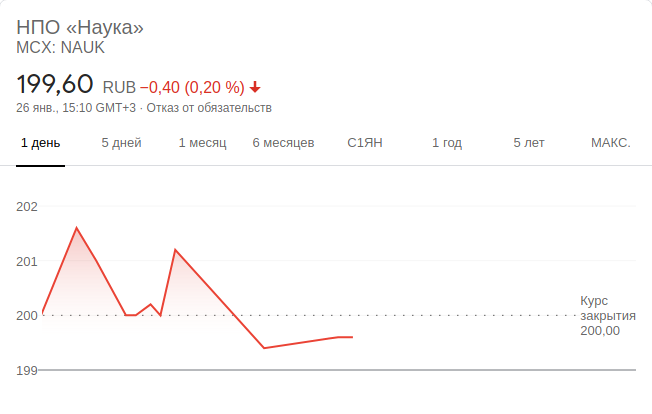 НПО «Наука»
MCX: NAUK
199,60 RUB −0,40 (0,20 %)
26 янв., 15:10 GMT+3 · Отказ от обязательств
1 день 5 дней 1 месяц 6 месяцев С1ЯН 1 год 5 лет МАКС.
202
201
200
199
Курс
закрытия
200,00